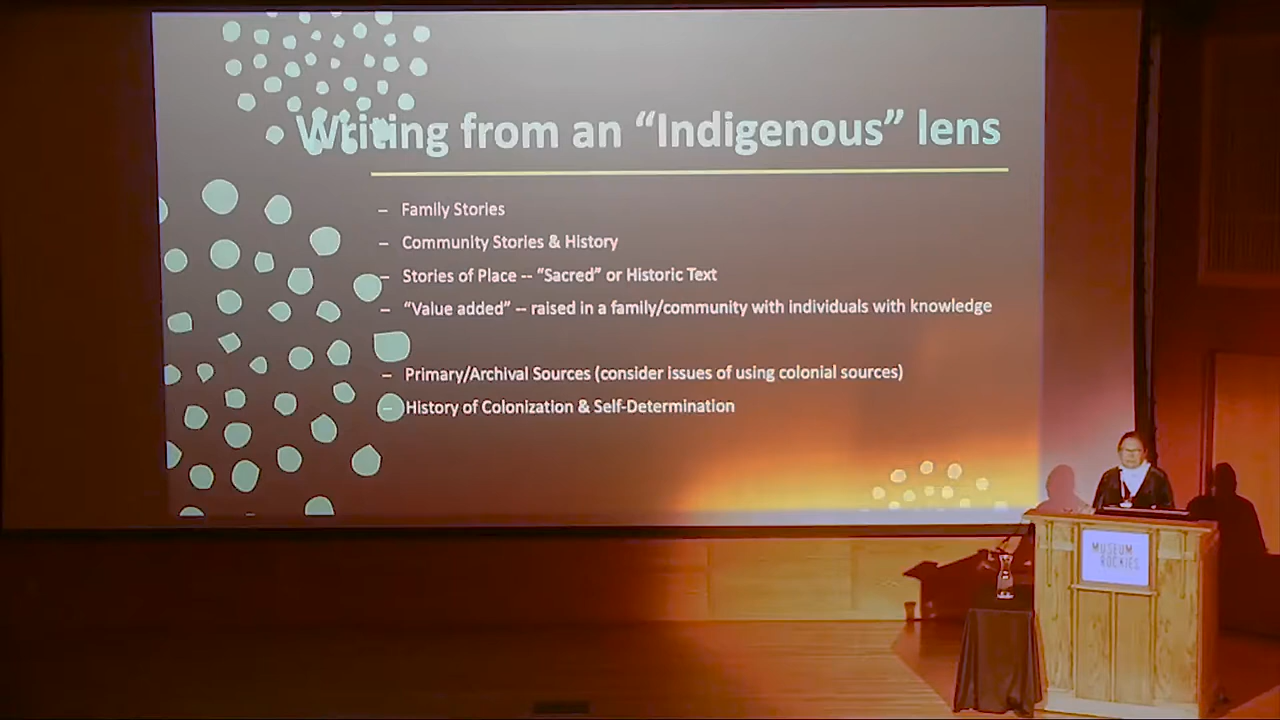 Writing from an “Indigenous” lens
– Family Stories
– Community Stories & History
– Stories of Place -- “Sacred” or Historic Text
– “Value added” -- raised in a family/community with individuals with knowledge
– Primary/Archival Sources (consider issues of using colonial sources)
– History of Colonization & Self-Determination
MUSEUM
ROCKIES